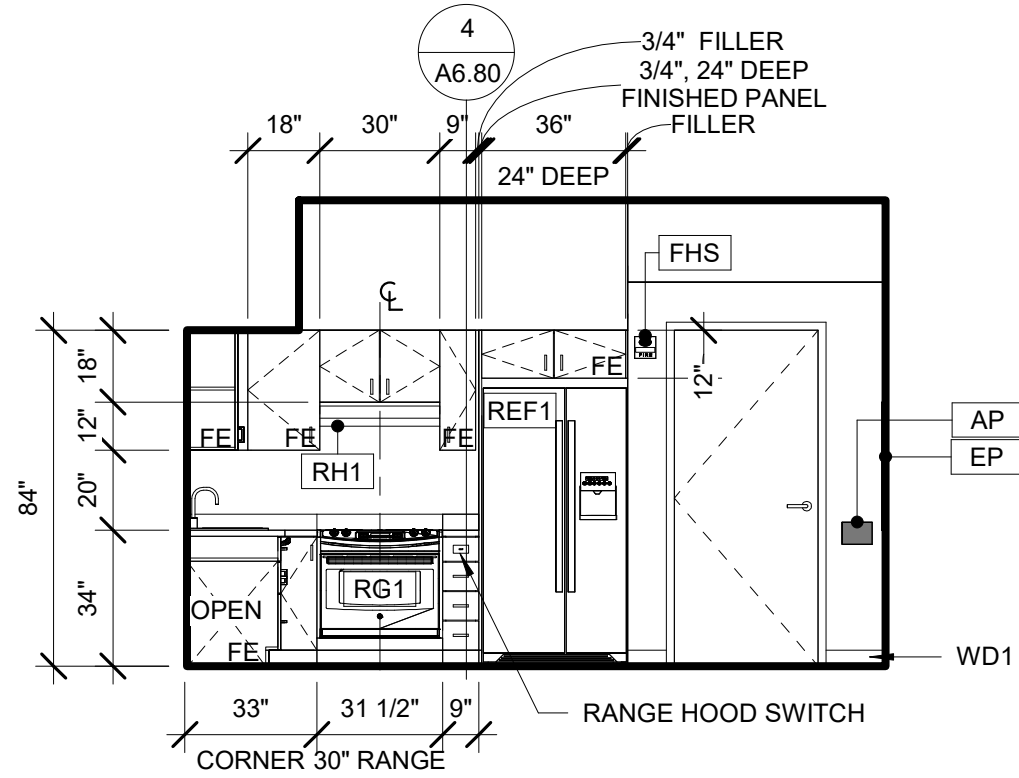 4
A6.80
3/4"  FILLER
3/4", 24" DEEP
FINISHED PANEL
FILLER
18"
30"
9"
36"
24" DEEP
FHS
FIRE
℄
18"
12"
20"
34"
84"
12"
FE
FE
FE
FE
REF1
RH1
AP
EP
RG1
OPEN
FE
WD1
RANGE HOOD SWITCH
33"
31 1/2"
9"
CORNER
30" RANGE